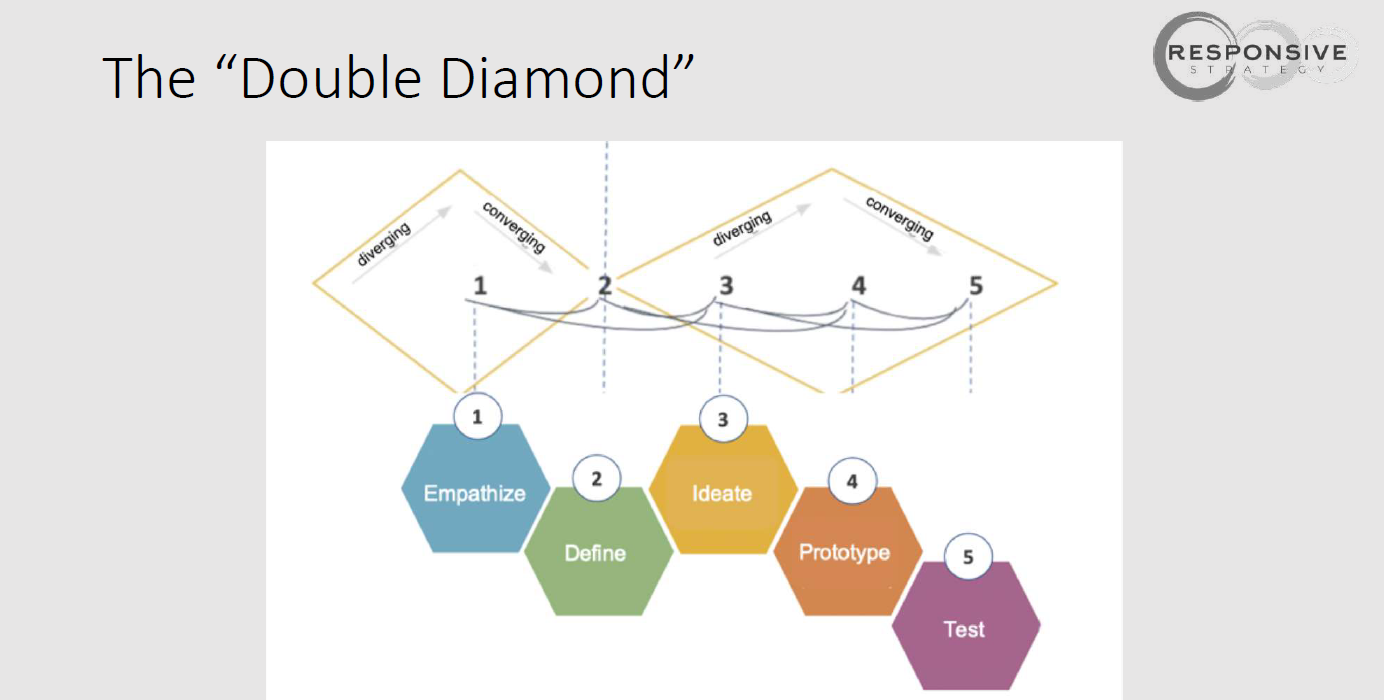 The “Double Diamond”
RESPONSIVE
STRATEGY
diverging
converging
diverging
converging
1
2
3
4
5
1
Empathize
2
Define
3
Ideate
4
Prototype
5
Test